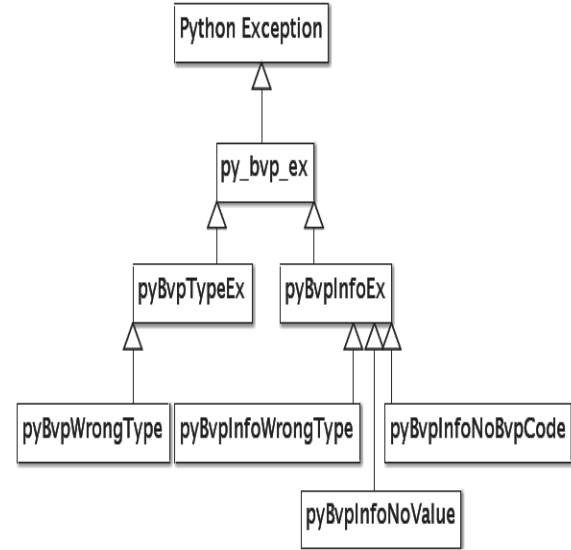 Python Exception
py_bvp_ex
pyBvpTypeEx
pyBvpInfoEx
pyBvpWrongType
pyBvpInfoWrongType
pyBvpInfoNoBvpCode
pyBvpInfoNoValue